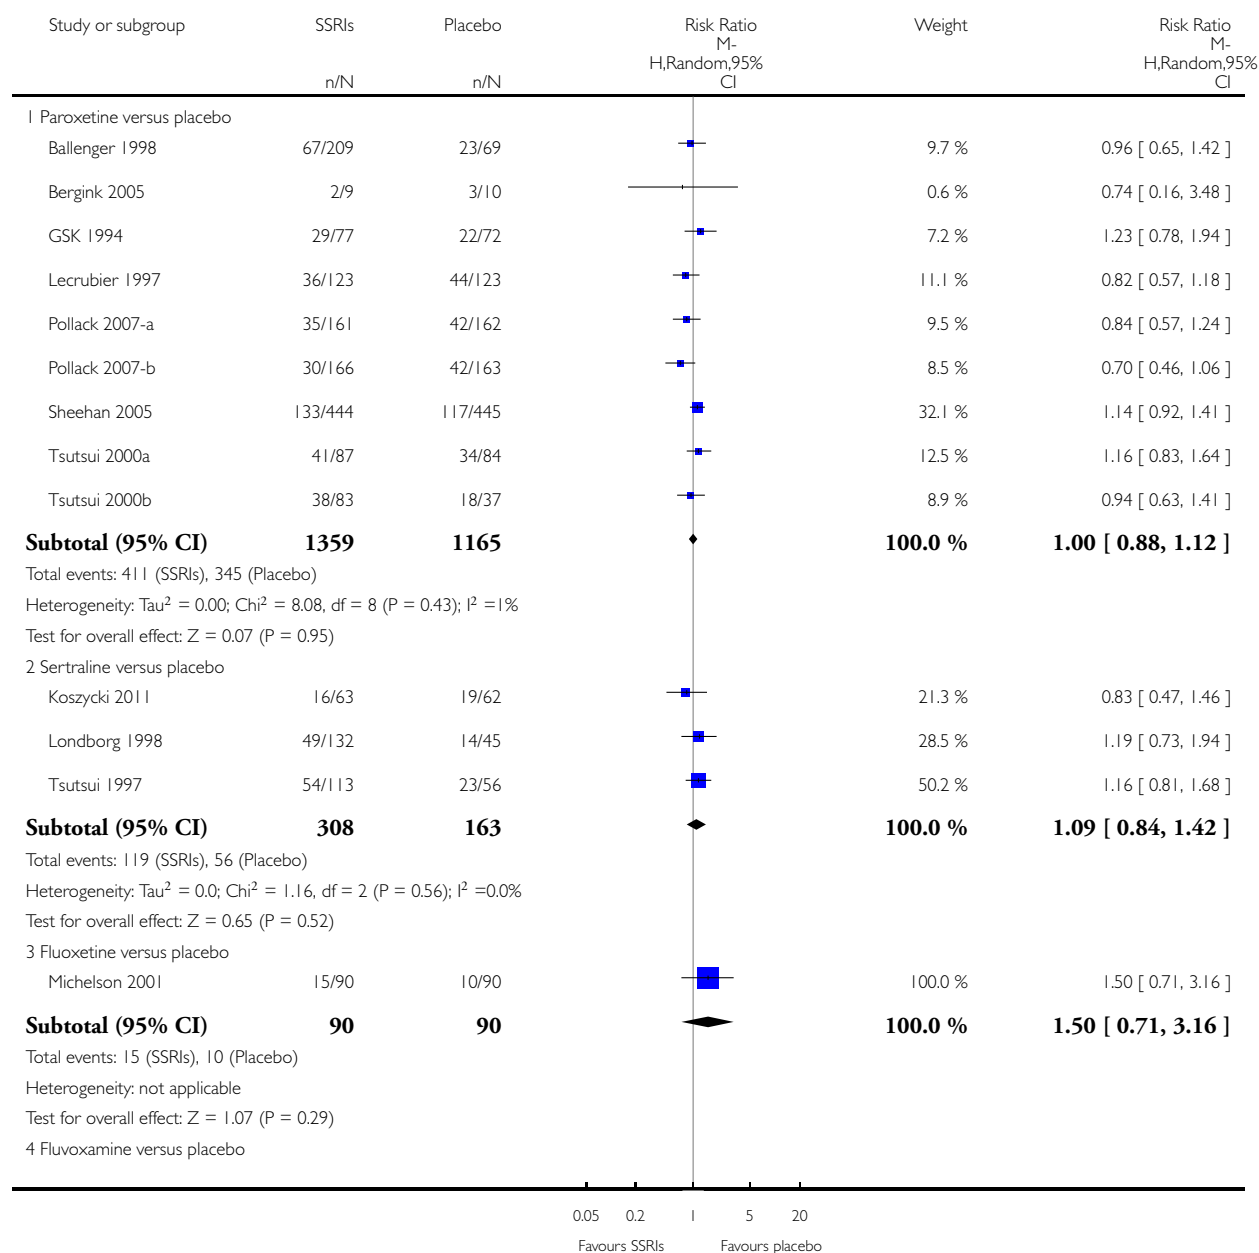 Study or subgroup SSRIs Placebo Risk Ratio Weight Risk Ratio
M- M-
H,Random,95% H,Random,95%
n/N n/N CI CI
1 Paroxetine versus placebo
Ballenger 1998 67/209 23/69 9.7 % 0.96 [ 0.65, 1.42 ]
Bergink 2005 2/9 3/10 0.6 % 0.74 [ 0.16, 3.48 ]
GSK 1994 29/77 22/72 7.2 % 1.23 [ 0.78, 1.94 ]
Lecrubier 1997 36/123 44/123 11.1 % 0.82 [ 0.57, 1.18 ]
Pollack 2007-a 35/161 42/162 9.5 % 0.84 [ 0.57, 1.24 ]
Pollack 2007-b 30/166 42/163 8.5 % 0.70 [ 0.46, 1.06 ]
Sheehan 2005 133/444 117/445 32.1 % 1.14 [ 0.92, 1.41 ]
Tsutsui 2000a 41/87 34/84 12.5 % 1.16 [ 0.83, 1.64 ]
Tsutsui 2000b 38/83 18/37 8.9 % 0.94 [ 0.63, 1.41 ]
Subtotal (95% CI) 1359 1165 100.0 % 1.00 [ 0.88, 1.12 ]
Total events: 411 (SSRIs), 345 (Placebo)
Heterogeneity: Tau² = 0.00; Chi² = 8.08, df = 8 (P = 0.43); I² =1%
Test for overall effect: Z = 0.07 (P = 0.95)
2 Sertraline versus placebo
Koszycki 2011 16/63 19/62 21.3 % 0.83 [ 0.47, 1.46 ]
Londborg 1998 49/132 14/45 28.5 % 1.19 [ 0.73, 1.94 ]
Tsutsui 1997 54/113 23/56 50.2 % 1.16 [ 0.81, 1.68 ]
Subtotal (95% CI) 308 163 100.0 % 1.09 [ 0.84, 1.42 ]
Total events: 119 (SSRIs), 56 (Placebo)
Heterogeneity: Tau² = 0.0; Chi² = 1.16, df = 2 (P = 0.56); I² =0.0%
Test for overall effect: Z = 0.65 (P = 0.52)
3 Fluoxetine versus placebo
Michelson 2001 15/90 10/90 100.0 % 1.50 [ 0.71, 3.16 ]
Subtotal (95% CI) 90 90 100.0 % 1.50 [ 0.71, 3.16 ]
Total events: 15 (SSRIs), 10 (Placebo)
Heterogeneity: not applicable
Test for overall effect: Z = 1.07 (P = 0.29)
4 Fluvoxamine versus placebo
0.05 0.2 1 5 20
Favours SSRIs Favours placebo